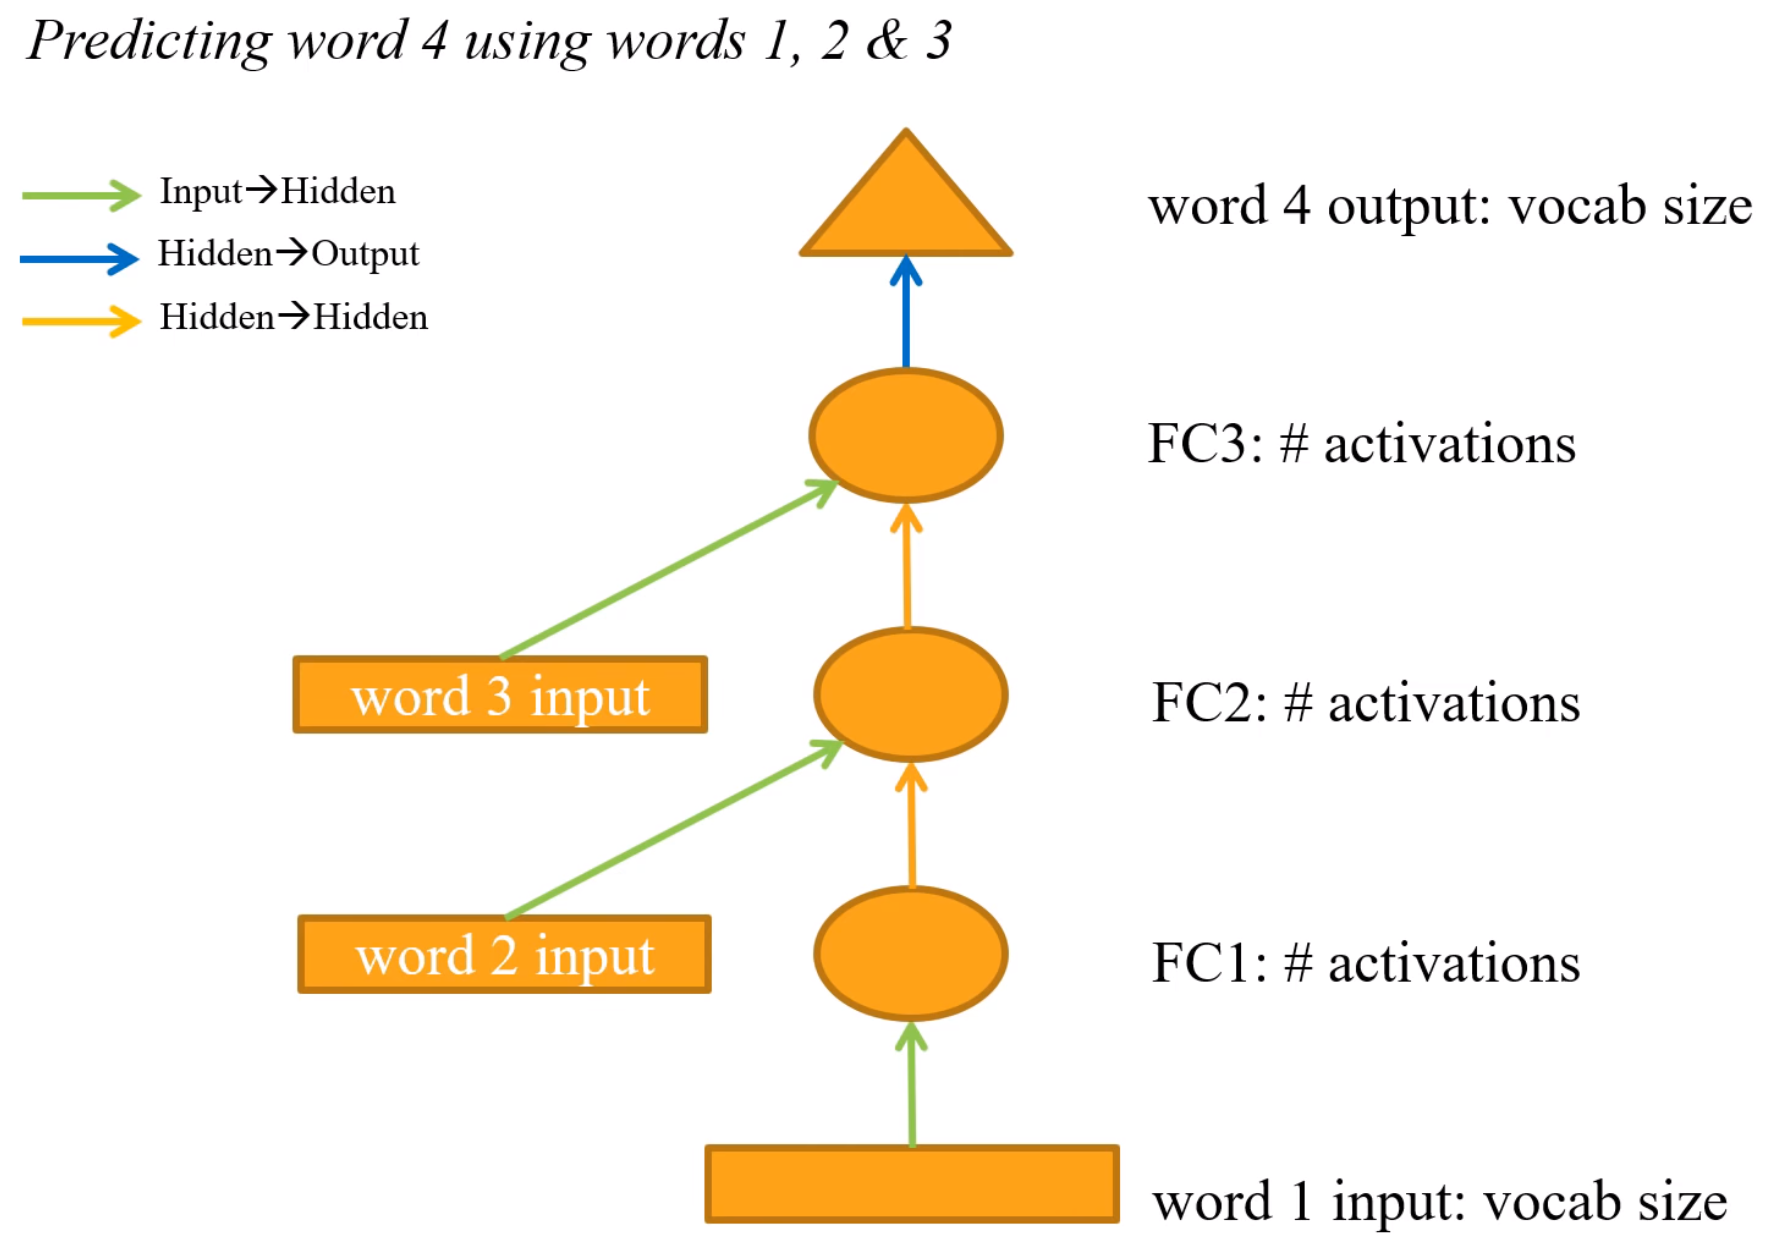 Predicting word 4 using words 1, 2 & 3
Input→Hidden
Hidden→Output
Hidden→Hidden
word 4 output: vocab size
FC3: # activations
word 3 input
FC2: # activations
word 2 input
FC1: # activations
word 1 input: vocab size